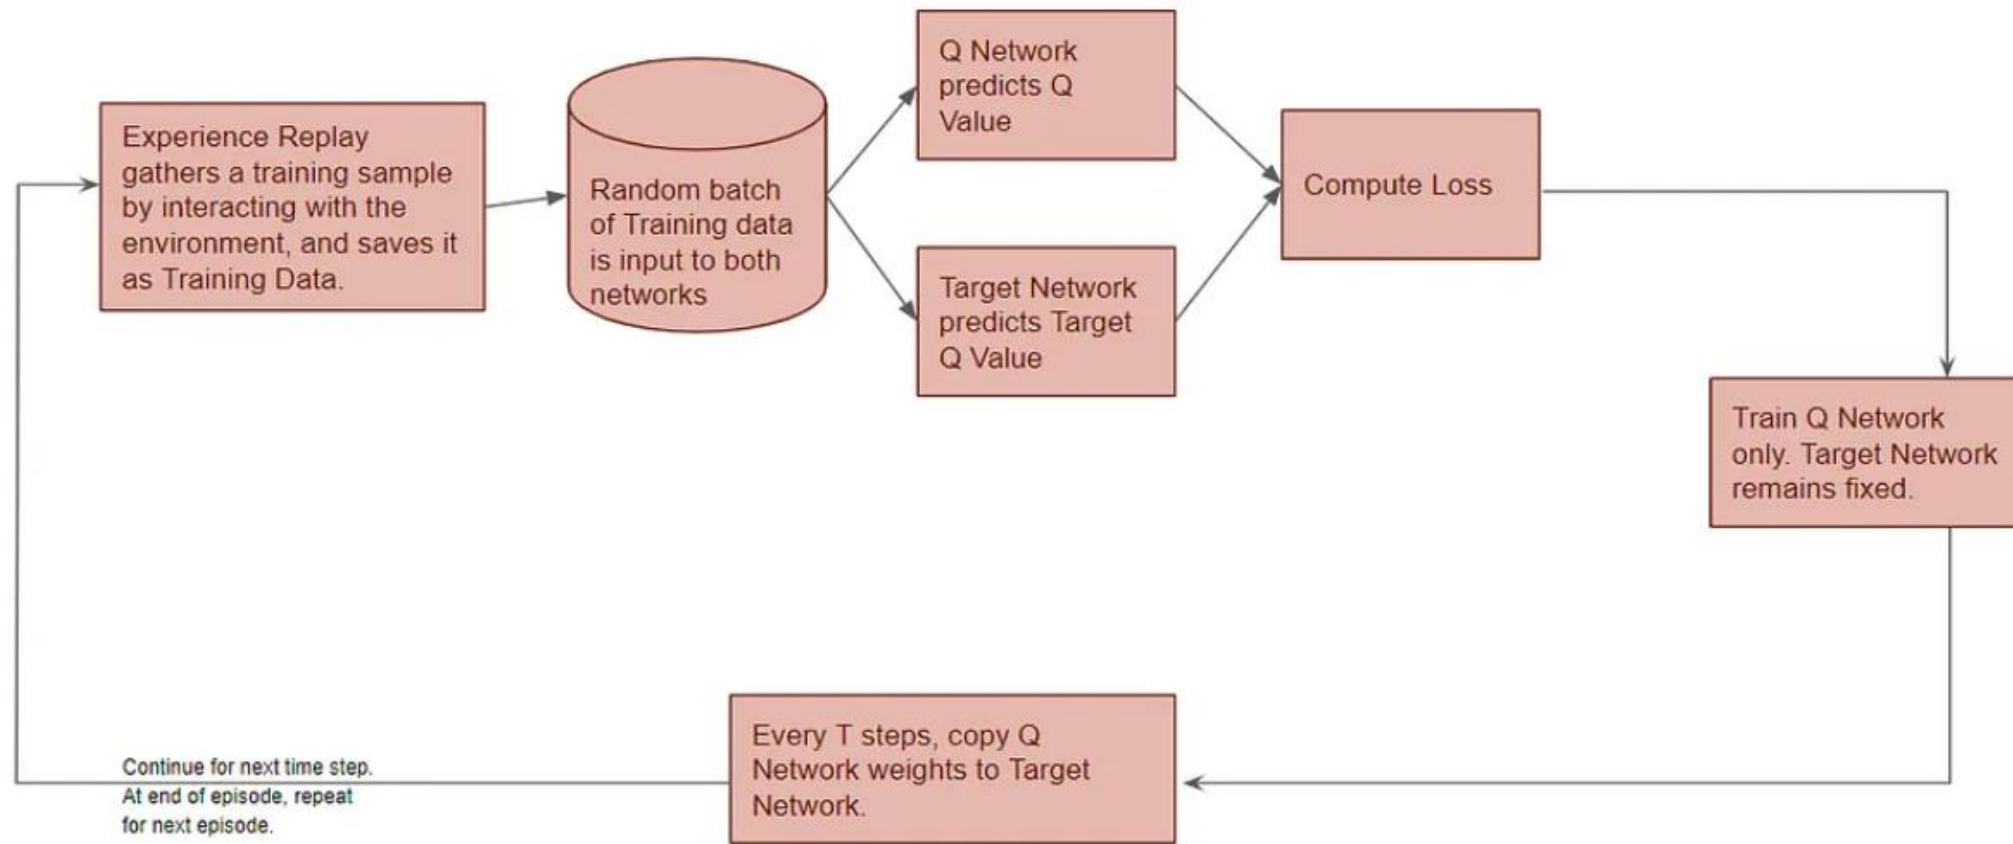 Experience Replay
gathers a training sample
by interacting with the
environment, and saves it
as Training Data.
Random batch
of Training data
is input to both
networks
Q Network
predicts Q
Value
Target Network
predicts Target
Q Value
Compute Loss
Train Q Network
only. Target Network
remains fixed.
Every T steps, copy Q
Network weights to Target
Network.
Continue for next time step.
At end of episode, repeat
for next episode.